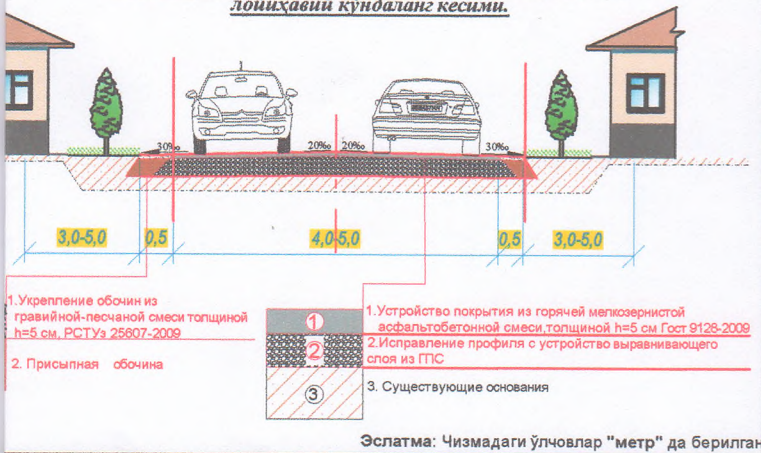 лойиҳавий кўндаланг кесими.
30‰ 20‰ 20‰ 30‰
3,0-5,0 0,5 4,0-5,0 0,5 3,0-5,0
1.Укрепление обочин из
гравийной-песчаной смеси толщиной
h=5 см, РСТУз 25607-2009
2. Присыпная обочина
1
2
3
1.Устройство покрытия из горячей мелкозернистой
асфальтобетонной смеси,толщиной h=5 см Гост 9128-2009
2.Исправление профиля с устройство выравнивающего
слоя из ГПС
3. Существующие основания
Эслатма: Чизмадаги ўлчовлар "метр" да берилган